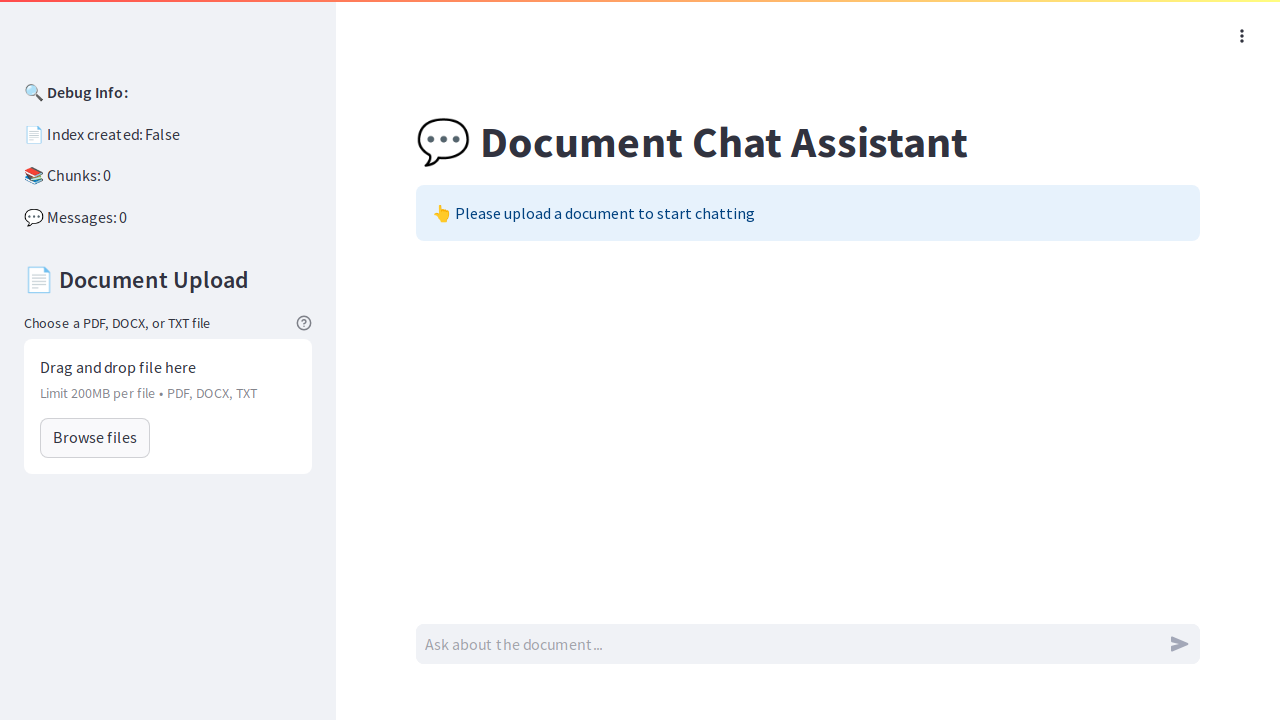 🔍 Debug Info:
📄 Index created: False
📚 Chunks: 0
💬 Messages: 0
📄 Document Upload
Choose a PDF, DOCX, or TXT file
Drag and drop file here
Limit 200MB per file • PDF, DOCX, TXT
Browse files
💬 Document Chat Assistant
👆 Please upload a document to start chatting
Ask about the document...